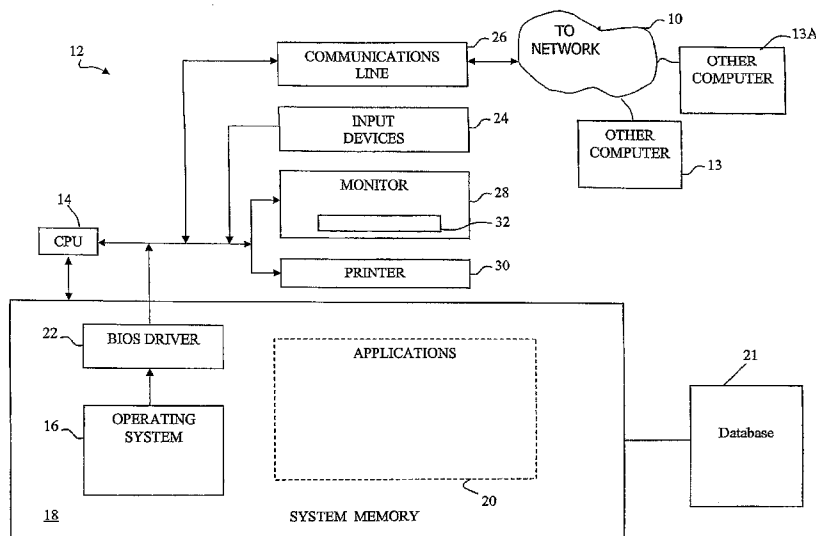 12
26
COMMUNICATIONS
LINE
TO
NETWORK
10
13A
OTHER
COMPUTER
INPUT
DEVICES
24
OTHER
COMPUTER
13
MONITOR
28
32
14
CPU
PRINTER
30
22
BIOS DRIVER
APPLICATIONS
21
Database
16
OPERATING
SYSTEM
20
18
SYSTEM MEMORY